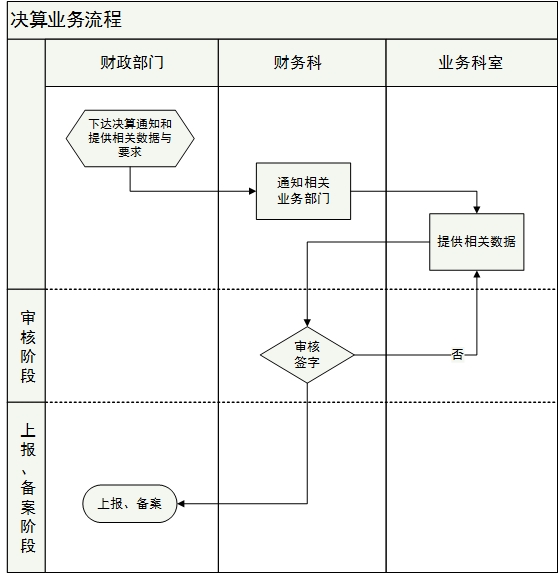 决算业务流程
财政部门
财务科
业务科室
下达决算通知和
提供相关数据与
要求
通知相关
业务部门
提供相关数据
审核阶段
审核
签字
否
上报、备案阶段
上报、备案